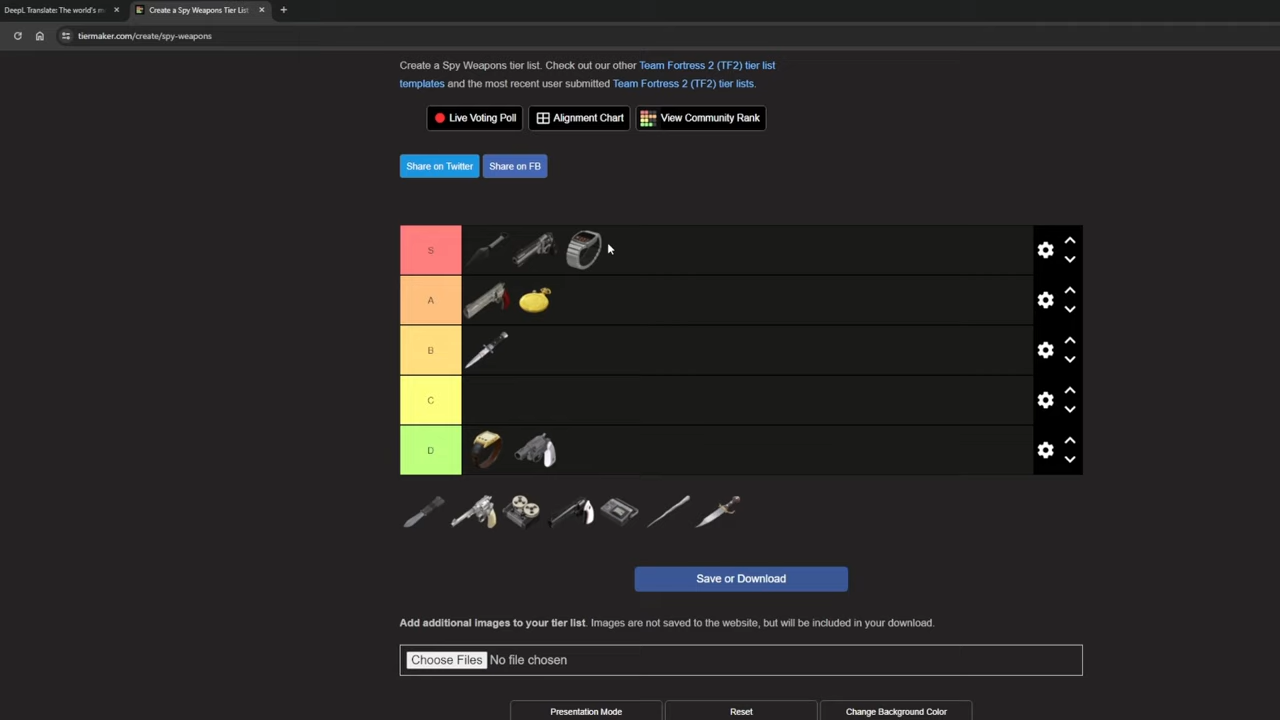 DeepL Translate: The world's m
Create a Spy Weapons Tier List
tiermaker.com/create/spy-weapons
Create a Spy Weapons tier list. Check out our other Team Fortress 2 (TF2) tier list
templates and the most recent user submitted Team Fortress 2 (TF2) tier lists.
Live Voting Poll
Alignment Chart
View Community Rank
Share on Twitter
Share on FB
S
A
B
C
D
Save or Download
Add additional images to your tier list. Images are not saved to the website, but will be included in your download.
Choose Files No file chosen
Presentation Mode
Reset
Change Background Color